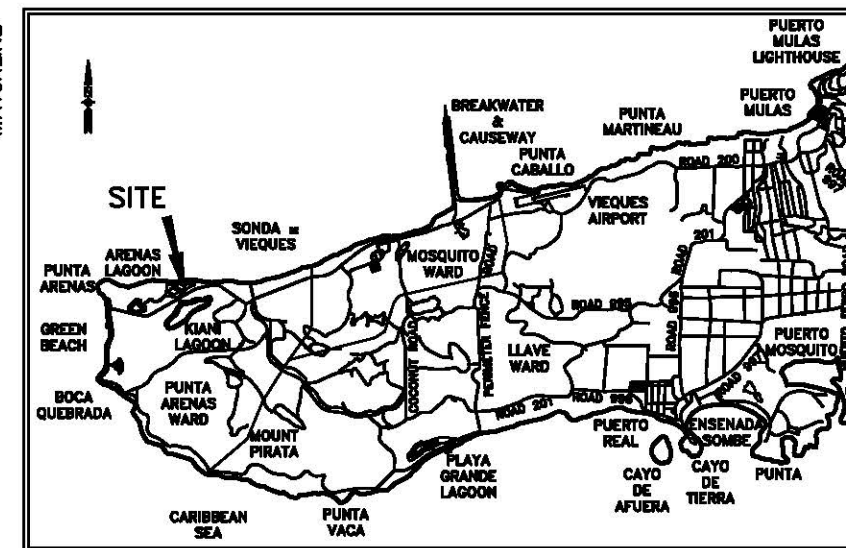 PUERTO
MULAS
LIGHTHOUSE
PUERTO
MULAS
BREAKWATER
&
CAUSEWAY
PUNTA
MARTINEAU
PUNTA
CABALLO
ROAD 200
SITE
SONDA
VIEQUES
VIEQUES
AIRPORT
ARENAS
LAGOON
MOSQUITO
WARD
ROAD 201
PUNTA
ARENAS
GREEN
BEACH
KIANI
LAGOON
COCONUT ROAD
PERIMETER FENCE ROAD
ROAD 995
ROAD 996
LLAVE
WARD
PUERTO
MOSQUITO
BOCA
QUEBRADA
PUNTA
ARENAS
WARD
MOUNT
PIRATA
ROAD 201
ROAD 996
PUERTO
REAL
ENSENADA
SOMBE
PLAYA
GRANDE
LAGOON
CAYO
DE
AFUERA
CAYO
DE
TIERRA
PUNTA
CARIBBEAN
SEA
PUNTA
VACA